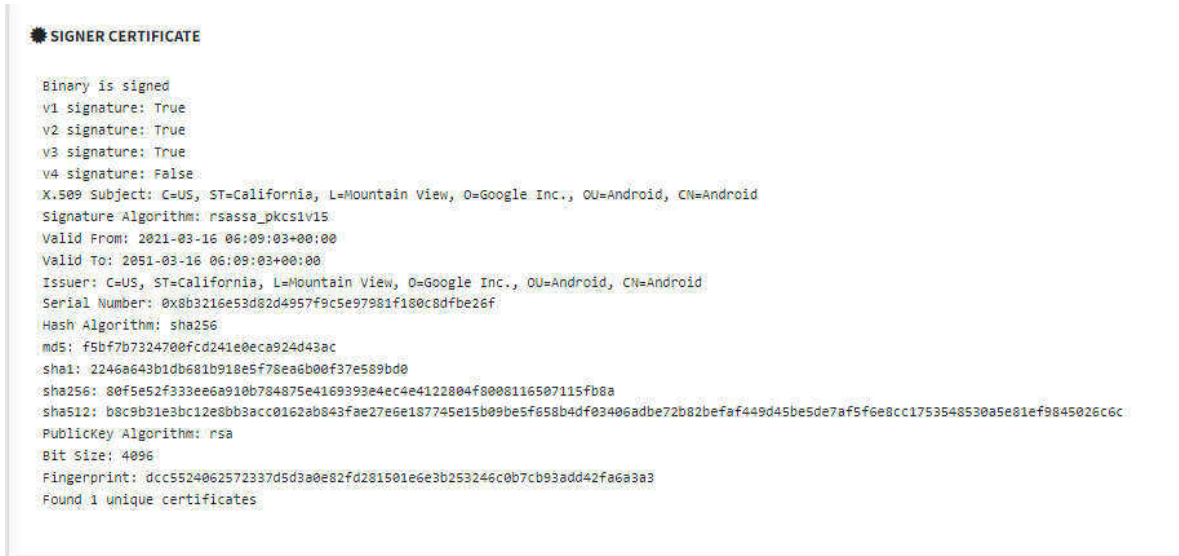 SIGNER CERTIFICATE
Binary is signed
v1 signature: True
v2 signature: True
v3 signature: True
v4 signature: False
X.509 Subject: C=US, ST=California, L=Mountain View, O=Google Inc., OU=Android, CN=Android
Signature Algorithm: rsassa_pkcs1v15
Valid From: 2021-03-16 06:09:03+00:00
Valid To: 2051-03-16 06:09:03+00:00
Issuer: C=US, ST=California, L=Mountain View, O=Google Inc., OU=Android, CN=Android
Serial Number: 0x8b3216e53d82d4957f9c5e97981f180c8dfbe26f
Hash Algorithm: sha256
md5: f5bf7b7324700fcd241e0eca924d43ac
sha1: 2246a643b1db681b918e5f78ea6b00f37e589bd0
sha256: 80f5e52f333ee6a910b784875e4169393e4ec4e4122804f8008116507115fb8a
sha512: b8c9b31e3bc12e8bb3acc0162ab843fae27e6e187745e15b09be5f658b4df03406adbe72b82befaf449d45be5de7af5f6e8cc1753548530a5e81ef9845026c6c
PublicKey Algorithm: rsa
Bit Size: 4096
Fingerprint: dcc5524062572337d5d3a0e82fd281501e6e3b253246c0b7cb93add42fa6a3a3
Found 1 unique certificates